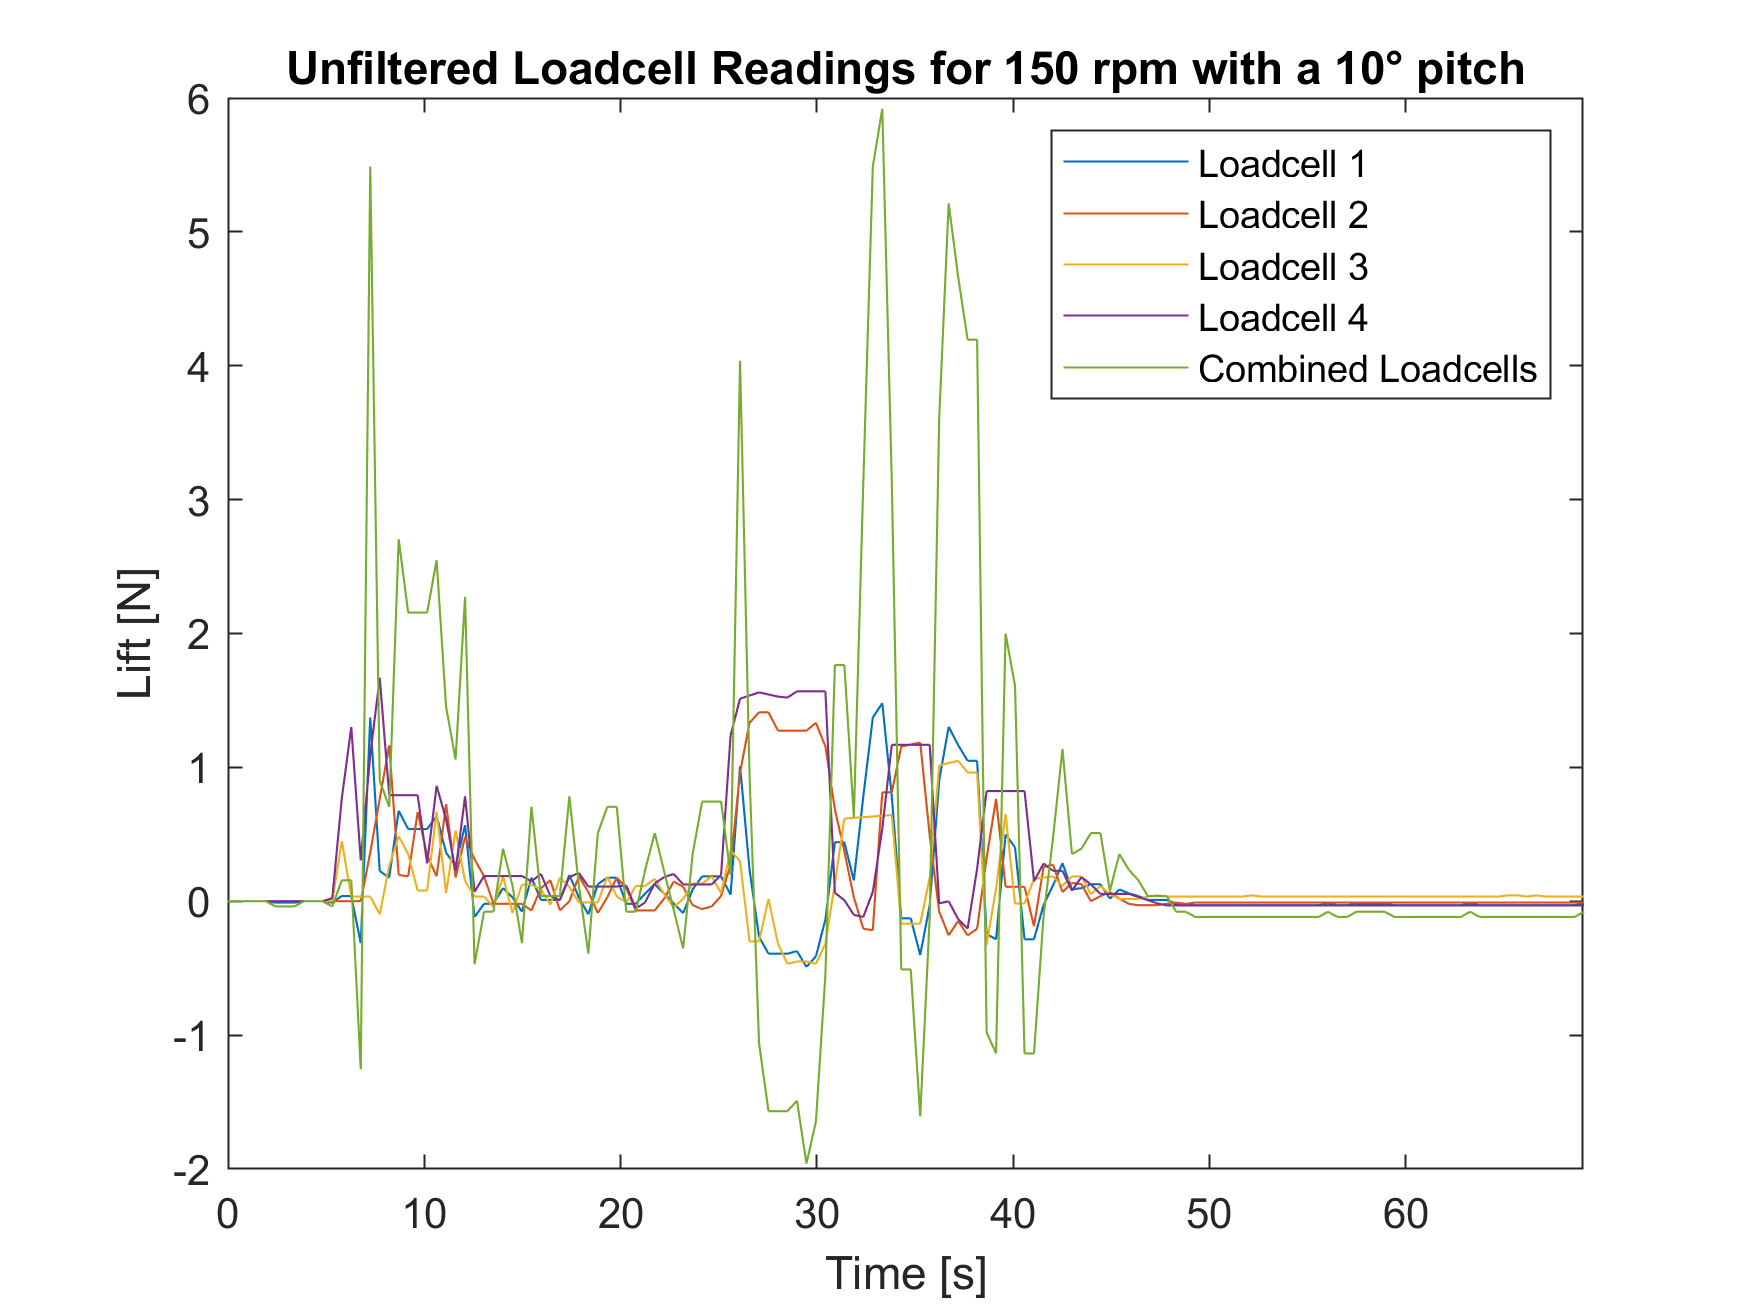 Unfiltered Loadcell Readings for 150 rpm with a 10° pitch
6
5
4
3
2
1
0
-1
-2
Lift [N]
Loadcell 1
Loadcell 2
Loadcell 3
Loadcell 4
Combined Loadcells
0 10 20 30 40 50 60
Time [s]